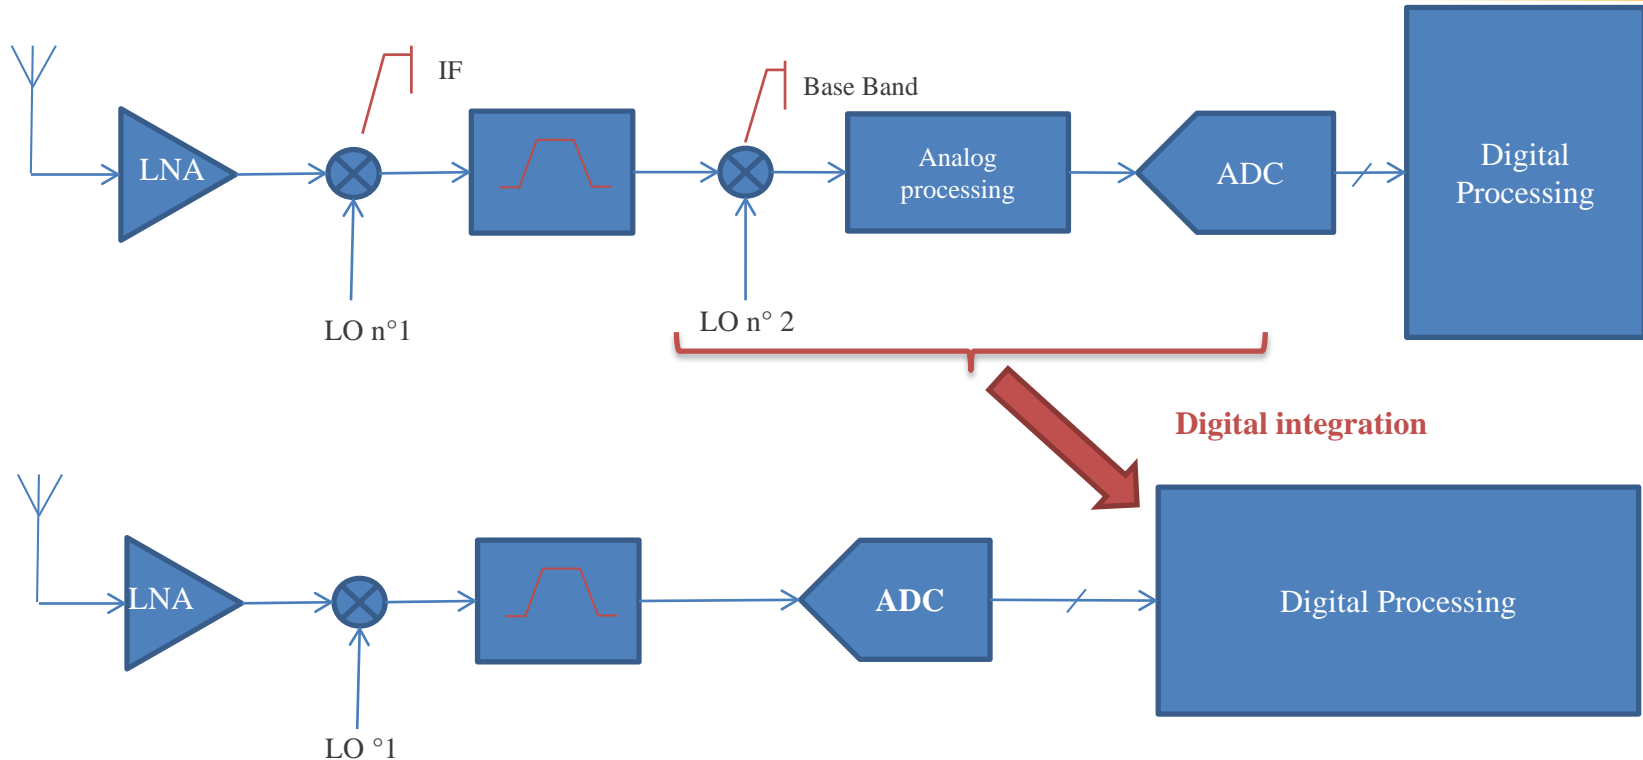 IF
Base Band
LNA
Analog
processing
ADC
Digital
Processing
LO n°1
LO n° 2
Digital integration
LNA
ADC
Digital Processing
LO °1